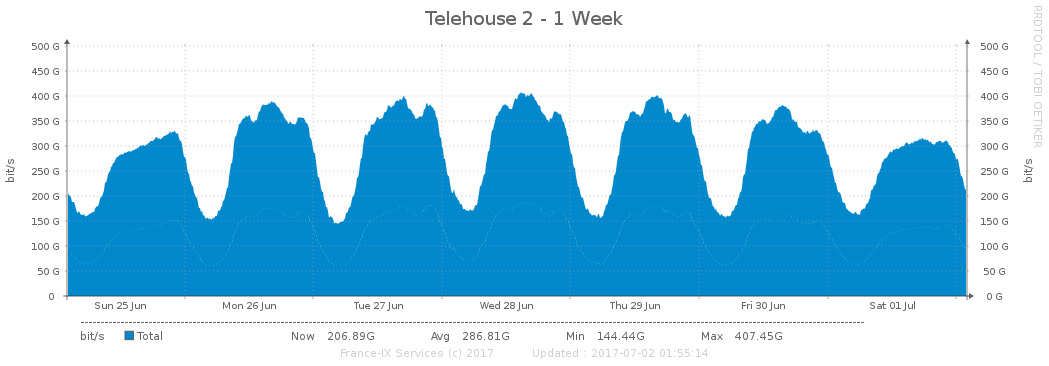 Telehouse 2 - 1 Week
RRDTOOL / TOBI OETIKER
bit/s
500 G 500 G
450 G 450 G
400 G 400 G
350 G 350 G
300 G 300 G
250 G 250 G
200 G 200 G
150 G 150 G
100 G 100 G
50 G 50 G
0 0 G
bit/s
Sun 25 Jun Mon 26 Jun Tue 27 Jun Wed 28 Jun Thu 29 Jun Fri 30 Jun Sat 01 Jul
bit/s Total Now 206.89G Avg 286.81G Min 144.44G Max 407.45G
France-IX Services (c) 2017 Updated : 2017-07-02 01:55:14